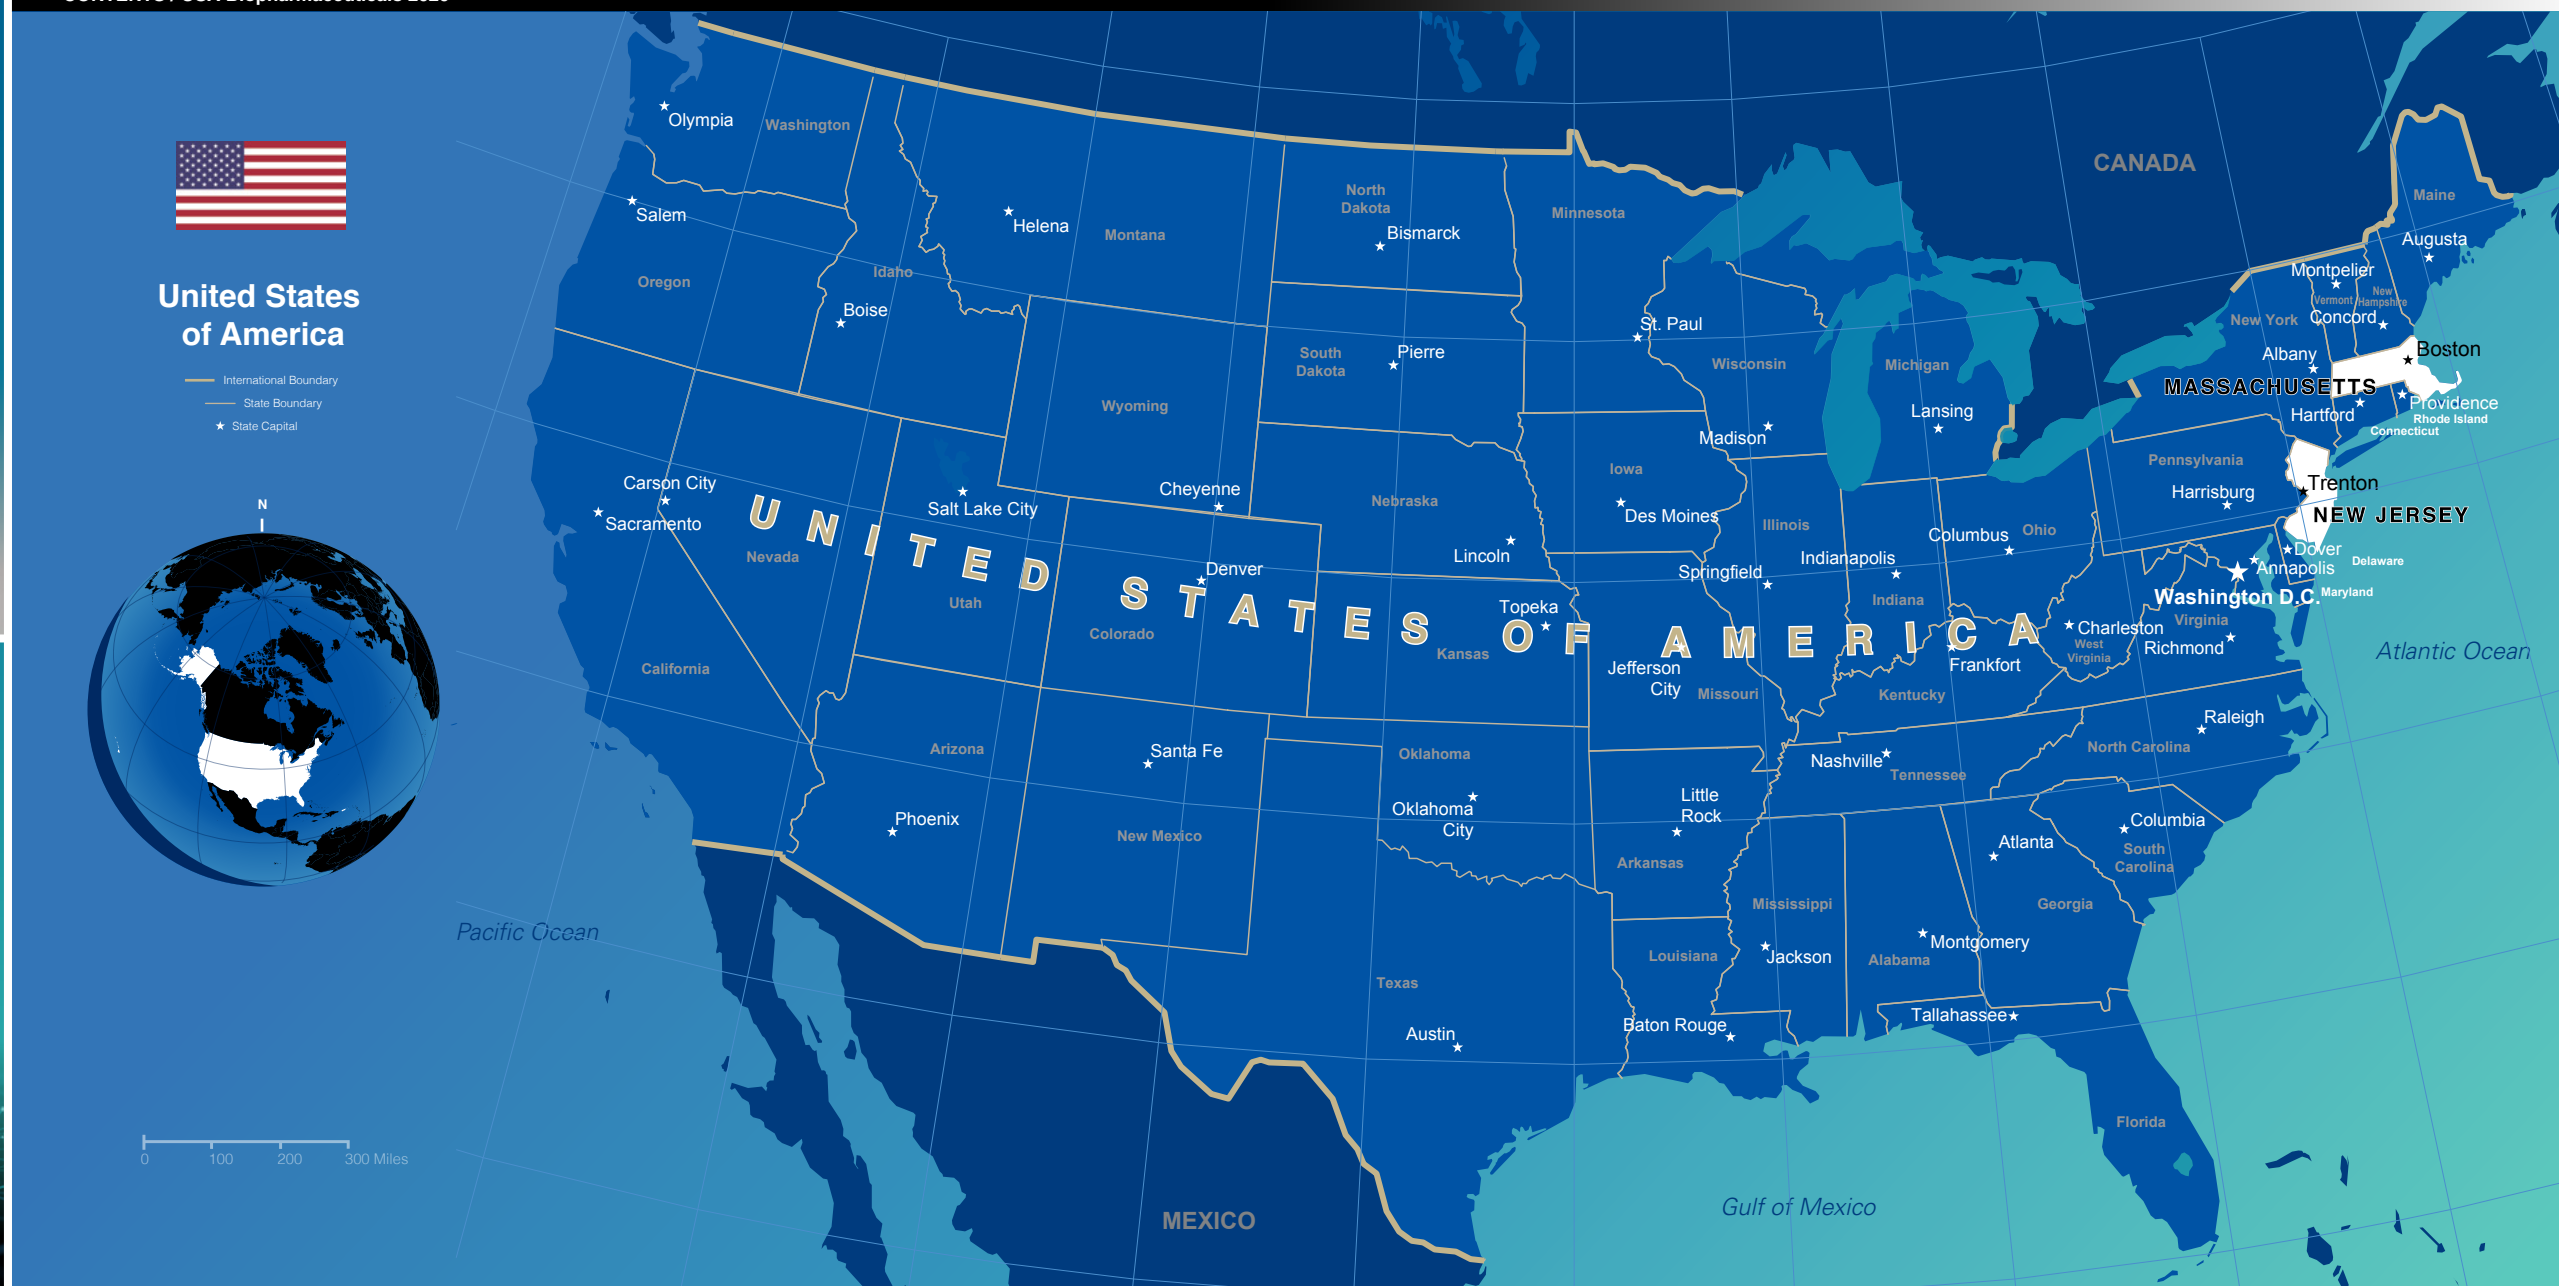 United States
of America
International Boundary
State Boundary
State Capital
N
0 100 200 300 Miles
Pacific Ocean
Atlantic Ocean
Gulf of Mexico
CANADA
MEXICO
UNITED STATES OF AMERICA
Olympia
Washington
Salem
Oregon
Idaho
Boise
Helena
Montana
North
Dakota
Bismarck
Minnesota
St. Paul
South
Dakota
Pierre
Wyoming
Cheyenne
Wisconsin
Madison
Michigan
Lansing
Iowa
Des Moines
Nebraska
Lincoln
Carson City
Sacramento
Nevada
California
Salt Lake City
Utah
Denver
Colorado
Topeka
Kansas
Jefferson
City
Missouri
Illinois
Springfield
Indianapolis
Indiana
Columbus
Ohio
Frankfort
Kentucky
Charleston
West
Virginia
Virginia
Richmond
Washington D.C.
Maryland
Annapolis
Dover
Delaware
NEW JERSEY
Trenton
Pennsylvania
Harrisburg
New York
Albany
MASSACHUSETTS
Boston
Hartford
Connecticut
Providence
Rhode Island
Vermont
Montpelier
New
Hampshire
Concord
Maine
Augusta
Arizona
Phoenix
New Mexico
Santa Fe
Oklahoma
Oklahoma
City
Texas
Austin
Arkansas
Little
Rock
Louisiana
Baton Rouge
Mississippi
Jackson
Alabama
Montgomery
Tennessee
Nashville
North Carolina
Raleigh
South
Carolina
Columbia
Georgia
Atlanta
Tallahassee
Florida